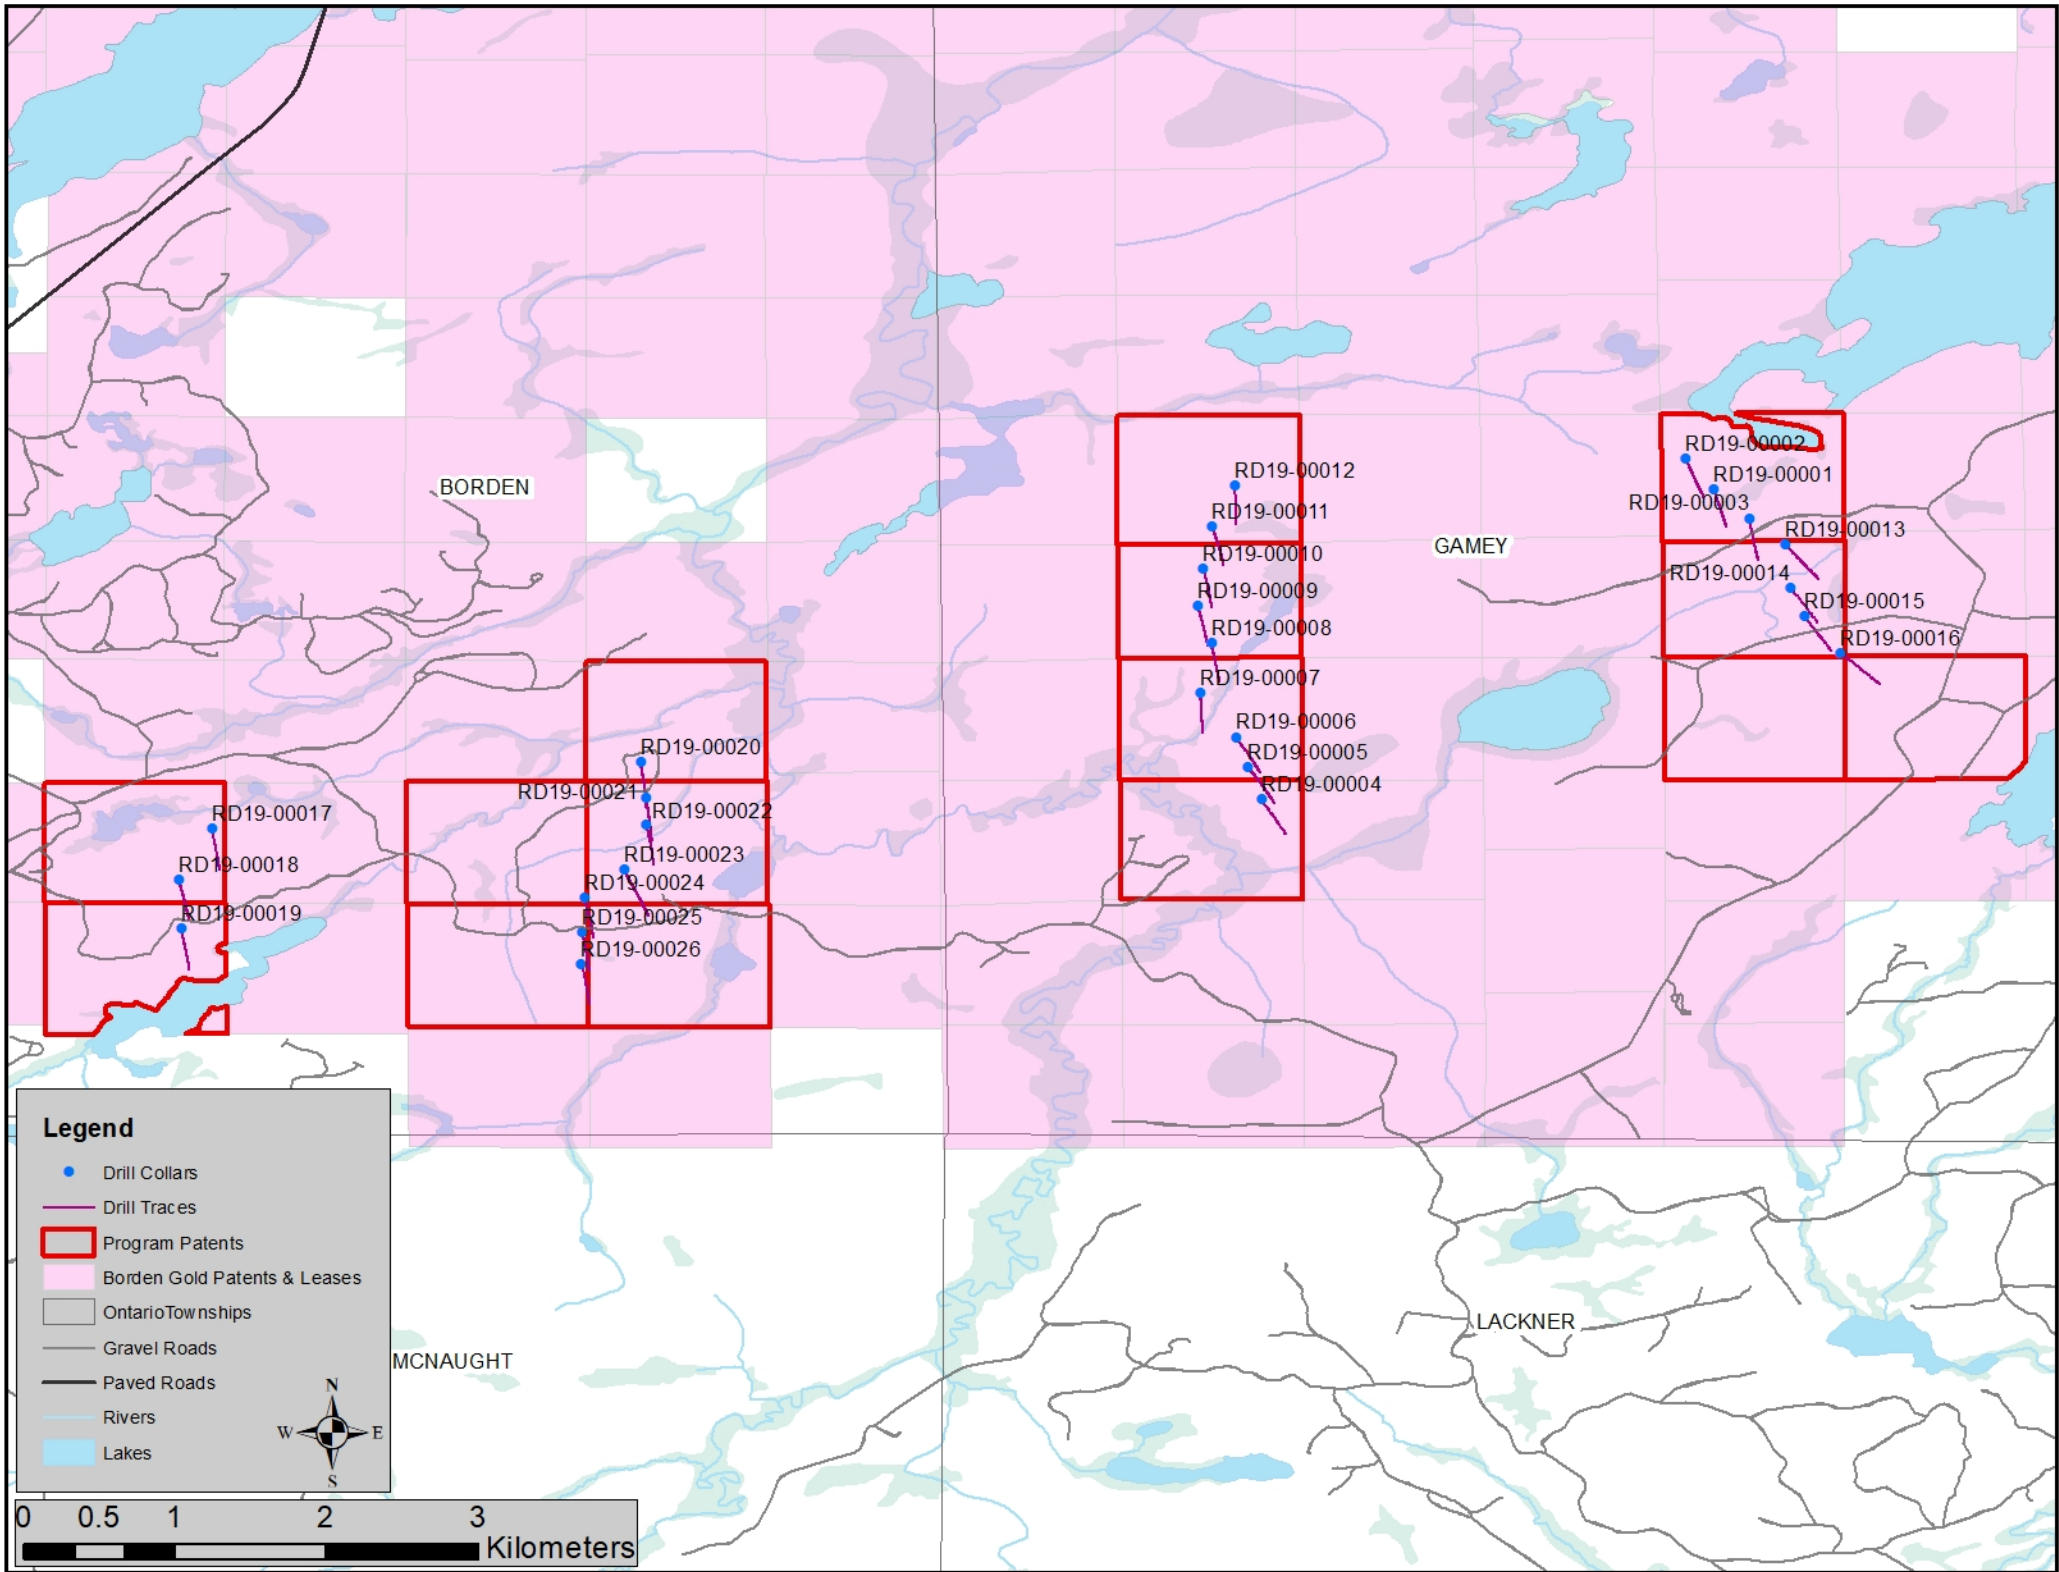 BORDEN
GAMEY
RD19-00012
RD19-00011
RD19-00010
RD19-00009
RD19-00008
RD19-00007
RD19-00006
RD19-00005
RD19-00004
RD19-00002
RD19-00001
RD19-00003
RD19-00013
RD19-00014
RD19-00015
RD19-00016
RD19-00020
RD19-00021
RD19-00022
RD19-00023
RD19-00024
RD19-00025
RD19-00026
RD19-00017
RD19-00018
RD19-00019
LACKNER
MCNAUGHT
Legend
Drill Collars
Drill Traces
Program Patents
Borden Gold Patents & Leases
OntarioTownships
Gravel Roads
Paved Roads
Rivers
Lakes
N
W E
S
0 0.5 1 2 3
Kilometers